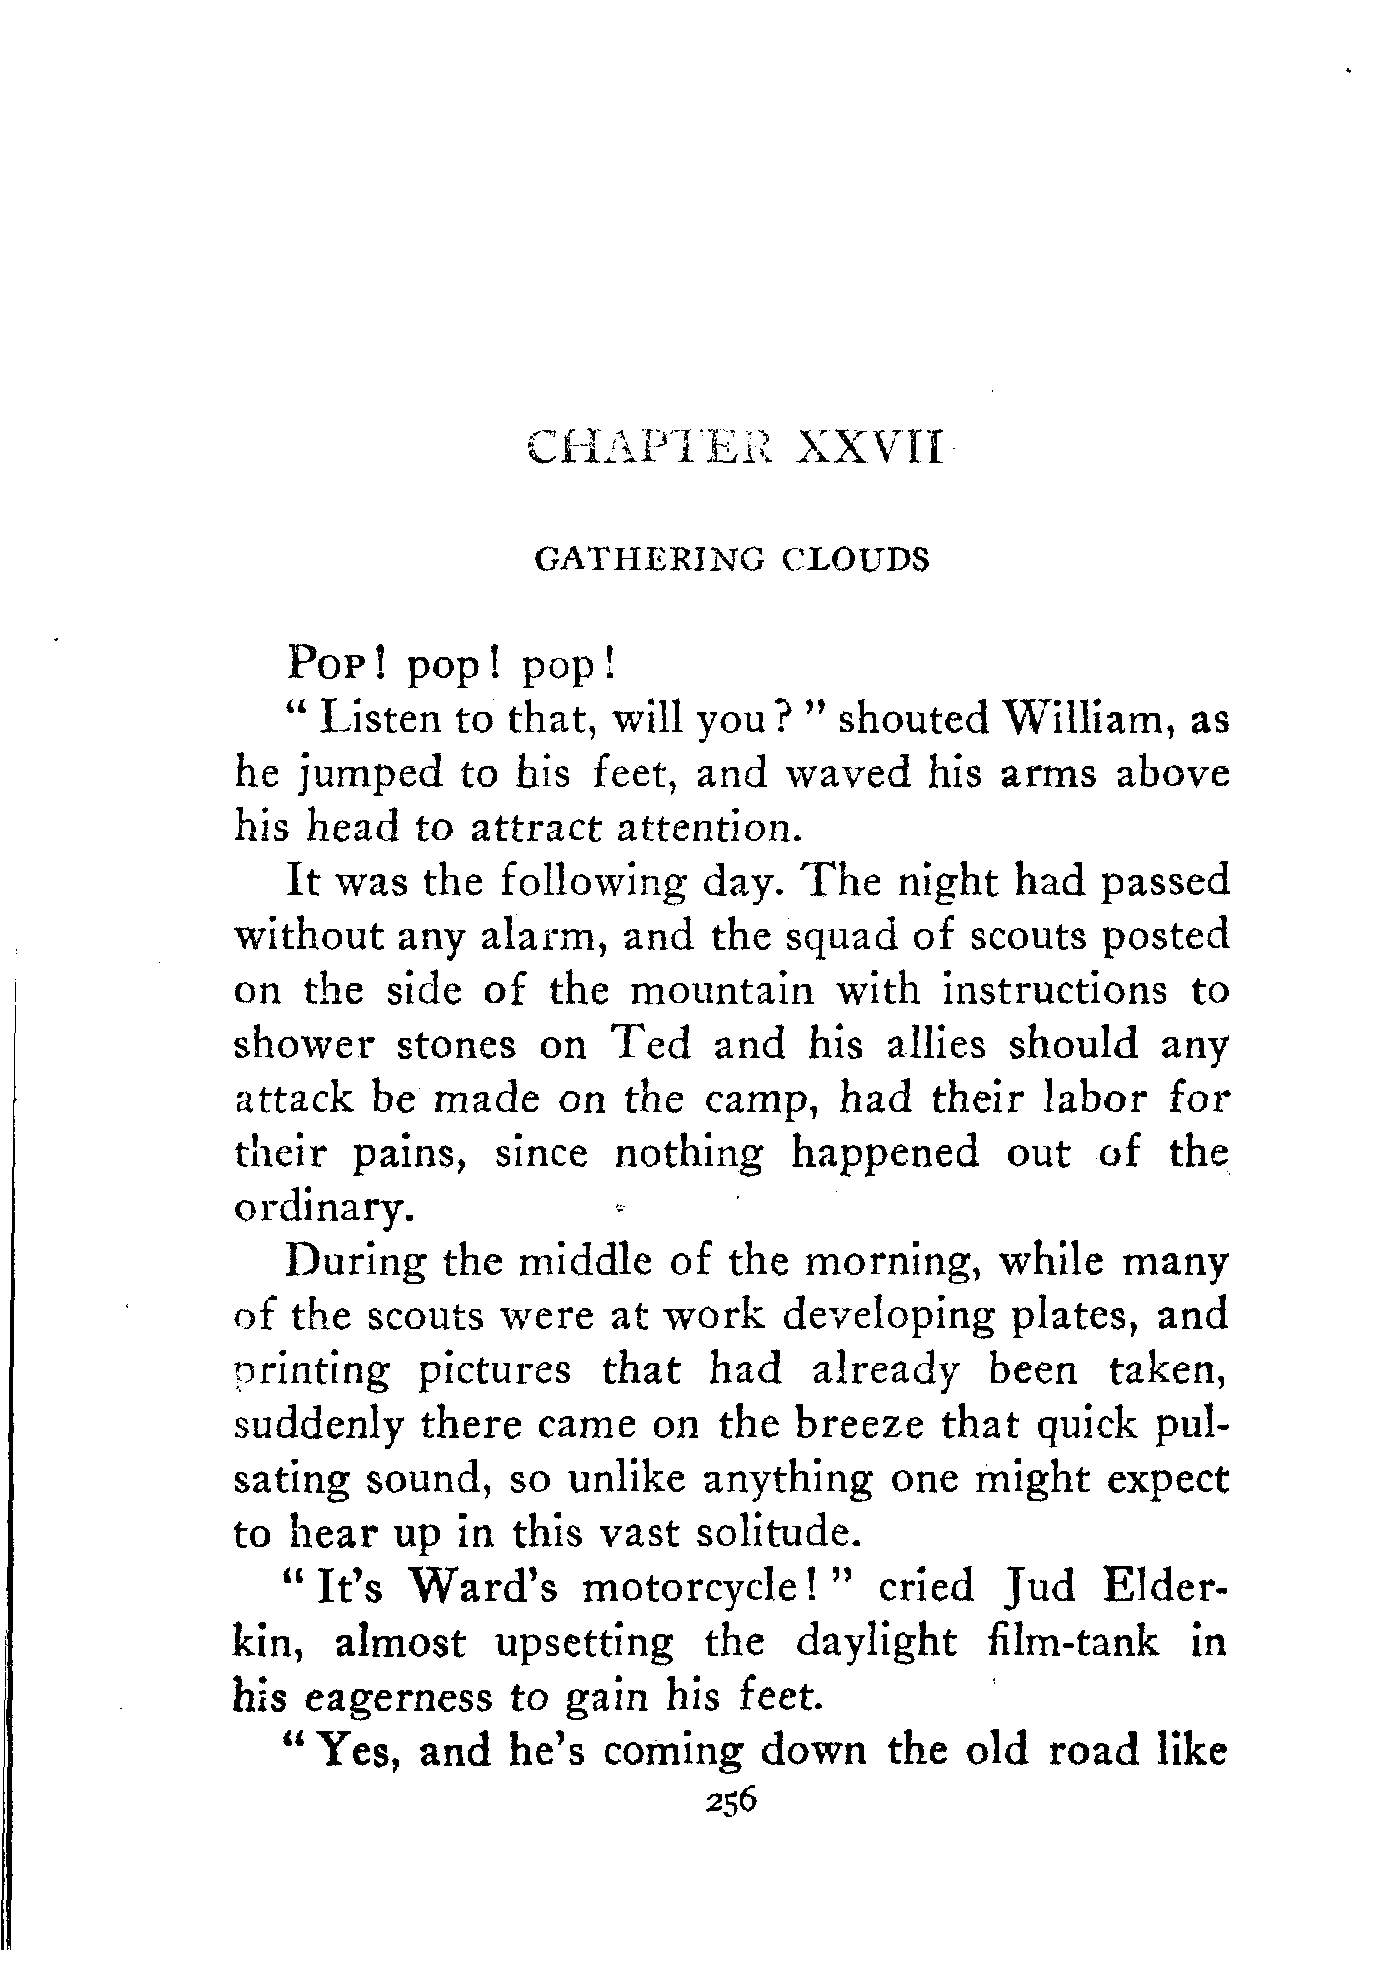 CHAPTER XXVII
GATHERING CLOUDS
POP! pop! pop!
“Listen to that, will you?” shouted William, as
he jumped to his feet, and waved his arms above
his head to attract attention.
It was the following day. The night had passed
without any alarm, and the squad of scouts posted
on the side of the mountain with instructions to
shower stones on Ted and his allies should any
attack be made on the camp, had their labor for
their pains, since nothing happened out of the
ordinary.
During the middle of the morning, while many
of the scouts were at work developing plates, and
printing pictures that had already been taken,
suddenly there came on the breeze that quick pul-
sating sound, so unlike anything one might expect
to hear up in this vast solitude.
“It’s Ward’s motorcycle!” cried Jud Elder-
kin, almost upsetting the daylight film-tank in
his eagerness to gain his feet.
“Yes, and he’s coming down the old road like
256